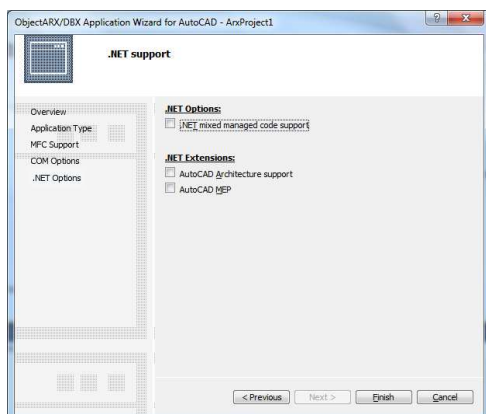 ObjectARX/DBX Application Wizard for AutoCAD - ArxProject1
.NET support
Overview
Application Type
MFC Support
COM Options
.NET Options
.NET Options:
.NET mixed managed code support
.NET Extensions:
AutoCAD Architecture support
AutoCAD MEP
< Previous
Next >
Finish
Cancel